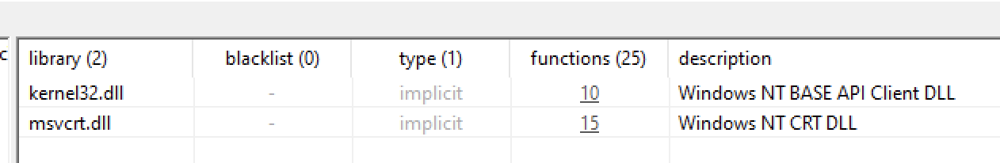 c library (2) blacklist (0) type (1) functions (25) description
kernel32.dll - implicit 10 Windows NT BASE API Client DLL
msvcrt.dll - implicit 15 Windows NT CRT DLL